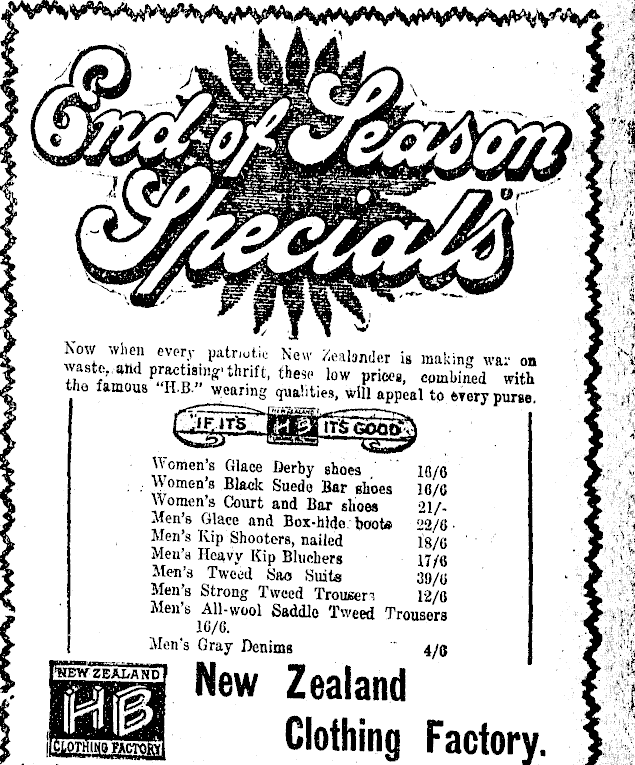 End-of Season
Specials
Now when every patriotic New Zealander is making war on
waste, and practising thrift, these low prices, combined with
the famous "H.B." wearing qualities, will appeal to every purse.
"IF IT'S NEW ZEALAND HB IT'S GOOD"
Women's Glace Derby shoes 16/6
Women's Black Suede Bar shoes 16/6
Women's Court and Bar shoes 21/-
Men's Glace and Box-hide boots 22/6
Men's Kip Shooters, nailed 18/6
Men's Heavy Kip Bluchers 17/6
Men's Tweed Sac Suits 39/6
Men's Strong Tweed Trousers 12/6
Men's All-wool Saddle Tweed Trousers
16/6.
Men's Gray Denims 4/6
NEW ZEALAND
HB
CLOTHING FACTORY
New Zealand
Clothing Factory.